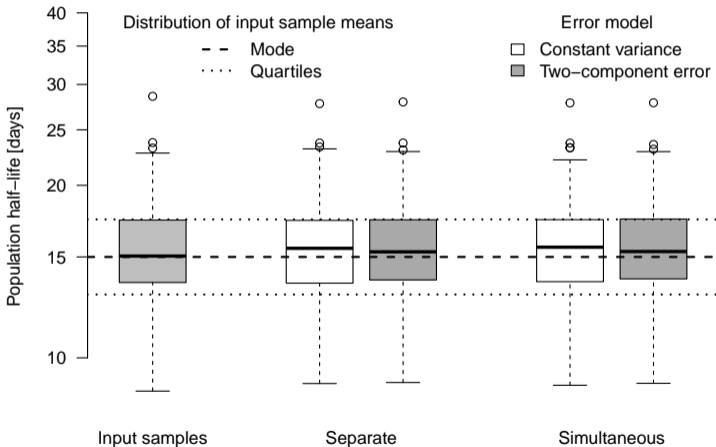 Distribution of input sample means
Mode
Quartiles
Error model
Constant variance
Two−component error
Population half−life [days]
40
35
30
25
20
15
10
Input samples
Separate
Simultaneous